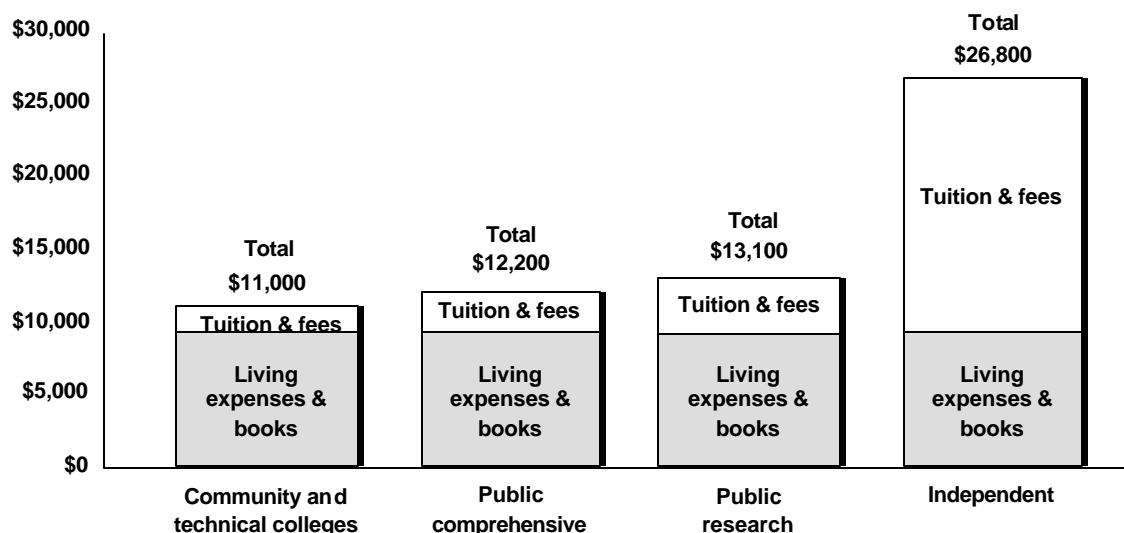 $30,000
$25,000
$20,000
$15,000
$10,000
$5,000
$0
Total
$11,000
Tuition & fees
Living
expenses &
books
Community and
technical colleges
Total
$12,200
Tuition & fees
Living
expenses &
books
Public
comprehensive
Total
$13,100
Tuition & fees
Living
expenses &
books
Public
research
Total
$26,800
Tuition & fees
Living
expenses &
books
Independent